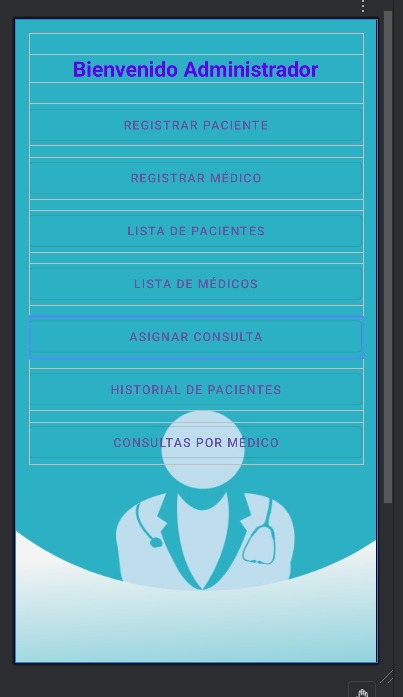 Bienvenido Administrador
REGISTRAR PACIENTE
REGISTRAR MÉDICO
LISTA DE PACIENTES
LISTA DE MÉDICOS
ASIGNAR CONSULTA
HISTORIAL DE PACIENTES
CONSULTAS POR MÉDICO